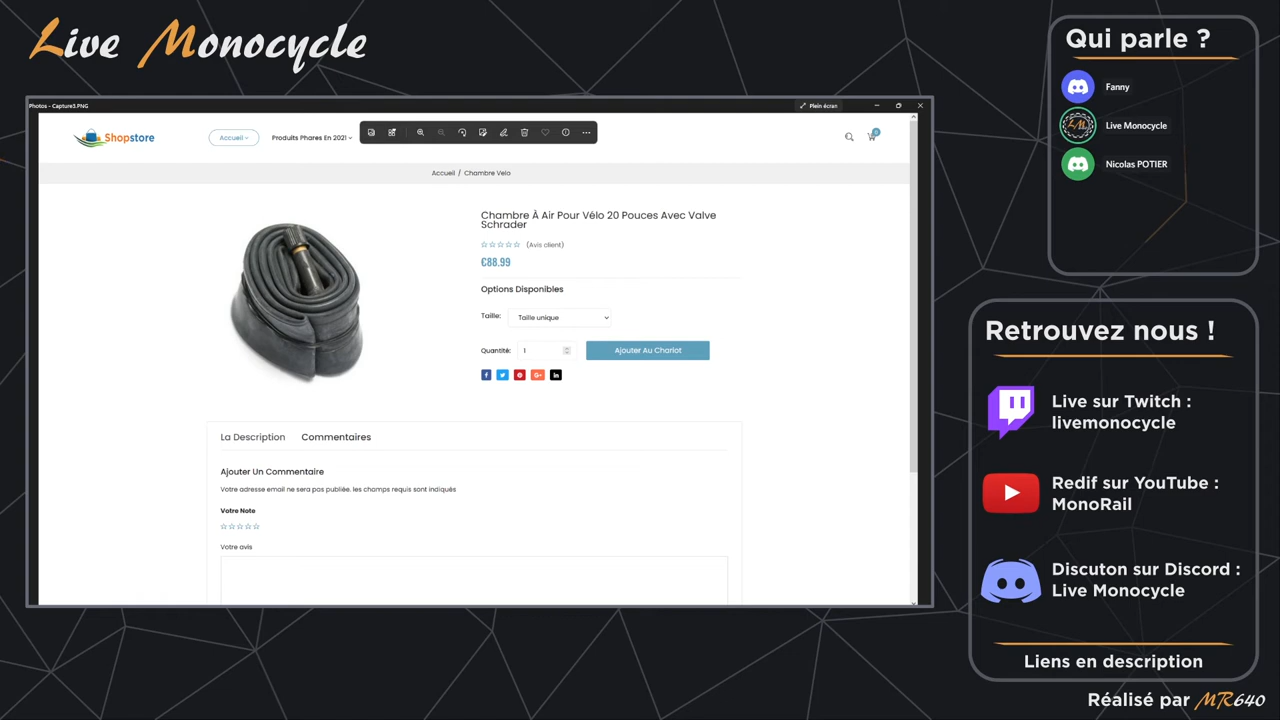 Live Monocycle
Photos - Capture3.PNG
Plein écran
Shopstore
Accueil
Produits Phares En 2021
0
Accueil / Chambre Velo
Chambre À Air Pour Vélo 20 Pouces Avec Valve
Schrader
(Avis client)
€88.99
Options Disponibles
Taille:
Taille unique
Quantité:
1
Ajouter Au Chariot
La Description
Commentaires
Ajouter Un Commentaire
Votre adresse email ne sera pas publiée. les champs requis sont indiqués
Votre Note
Votre avis
Qui parle ?
Fanny
Live Monocycle
Nicolas POTIER
Retrouvez nous !
Live sur Twitch :
livemonocycle
Redif sur YouTube :
MonoRail
Discuton sur Discord :
Live Monocycle
Liens en description
Réalisé par MR640